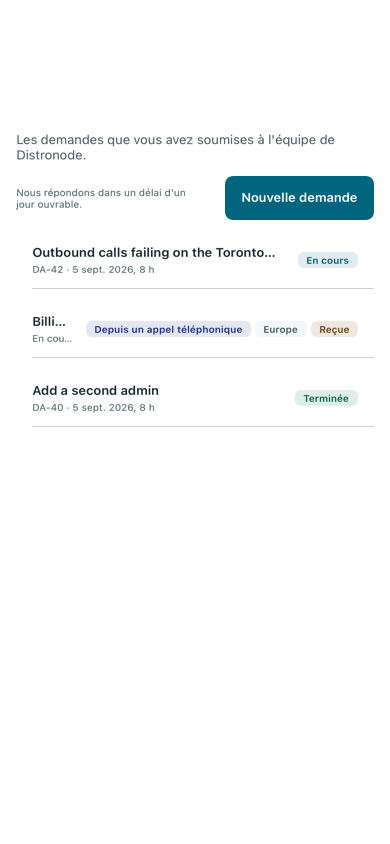 Les demandes que vous avez soumises à l'équipe de
Distronode.
Nous répondons dans un délai d'un
jour ouvrable.
Nouvelle demande
Outbound calls failing on the Toronto…
DA-42 · 5 sept. 2026, 8 h
En cours
Billi…
En cou…
Depuis un appel téléphonique
Europe
Reçue
Add a second admin
DA-40 · 5 sept. 2026, 8 h
Terminée